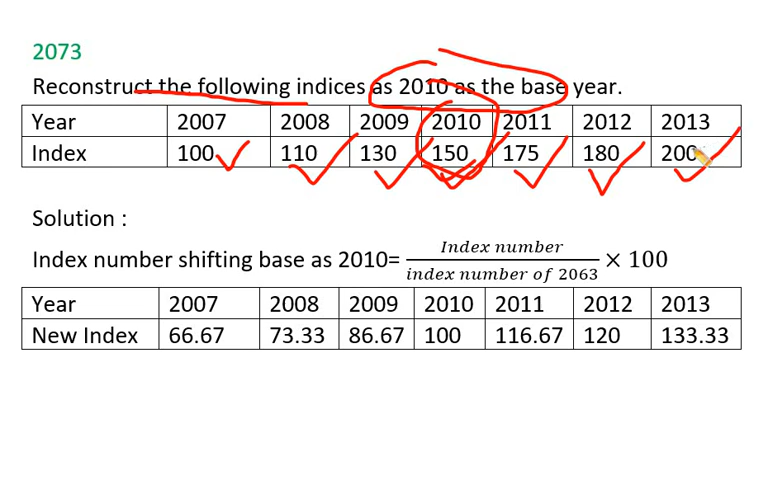 2073
Reconstruct the following indices as 2010 as the base year.
Year 2007 2008 2009 2010 2011 2012 2013
Index 100 110 130 150 175 180 200
Solution :
Index number shifting base as 2010= Index number / index number of 2063 × 100
Year 2007 2008 2009 2010 2011 2012 2013
New Index 66.67 73.33 86.67 100 116.67 120 133.33